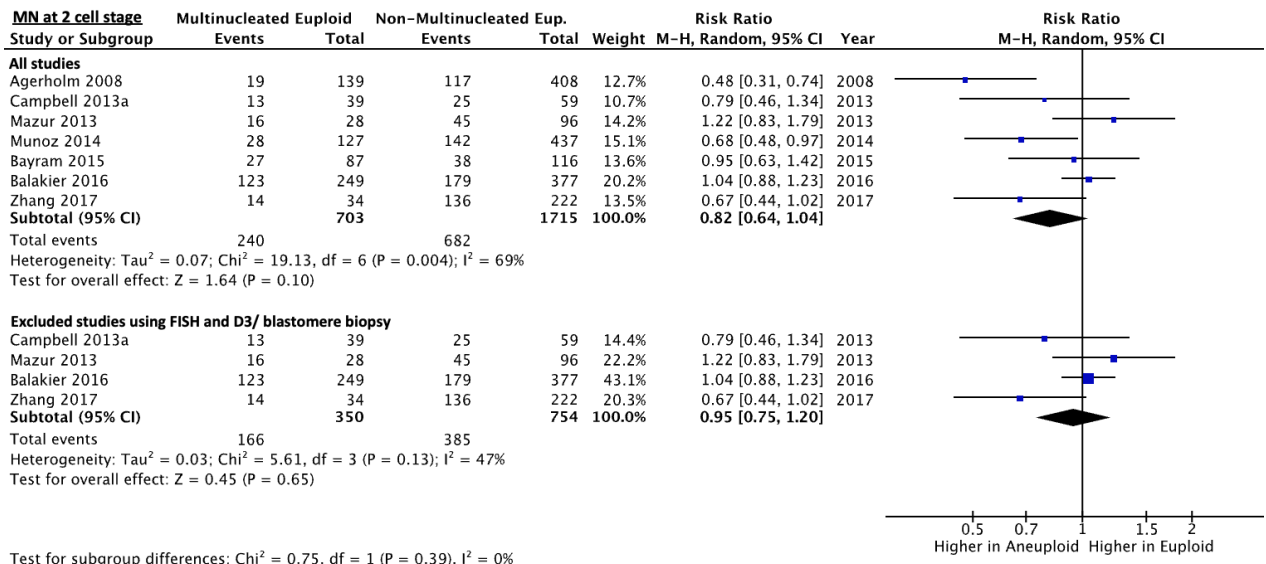 MN at 2 cell stage Multinucleated Euploid Non-Multinucleated Eup. Risk Ratio Risk Ratio
Study or Subgroup Events Total Events Total Weight M-H, Random, 95% CI Year M-H, Random, 95% CI
All studies
Agerholm 2008 19 139 117 408 12.7% 0.48 [0.31, 0.74] 2008
Campbell 2013a 13 39 25 59 10.7% 0.79 [0.46, 1.34] 2013
Mazur 2013 16 28 45 96 14.2% 1.22 [0.83, 1.79] 2013
Munoz 2014 28 127 142 437 15.1% 0.68 [0.48, 0.97] 2014
Bayram 2015 27 87 38 116 13.6% 0.95 [0.63, 1.42] 2015
Balakier 2016 123 249 179 377 20.2% 1.04 [0.88, 1.23] 2016
Zhang 2017 14 34 136 222 13.5% 0.67 [0.44, 1.02] 2017
Subtotal (95% CI) 703 1715 100.0% 0.82 [0.64, 1.04]
Total events 240 682
Heterogeneity: Tau² = 0.07; Chi² = 19.13, df = 6 (P = 0.004); I² = 69%
Test for overall effect: Z = 1.64 (P = 0.10)
Excluded studies using FISH and D3/ blastomere biopsy
Campbell 2013a 13 39 25 59 14.4% 0.79 [0.46, 1.34] 2013
Mazur 2013 16 28 45 96 22.2% 1.22 [0.83, 1.79] 2013
Balakier 2016 123 249 179 377 43.1% 1.04 [0.88, 1.23] 2016
Zhang 2017 14 34 136 222 20.3% 0.67 [0.44, 1.02] 2017
Subtotal (95% CI) 350 754 100.0% 0.95 [0.75, 1.20]
Total events 166 385
Heterogeneity: Tau² = 0.03; Chi² = 5.61, df = 3 (P = 0.13); I² = 47%
Test for overall effect: Z = 0.45 (P = 0.65)
0.5 0.7 1 1.5 2
Higher in Aneuploid Higher in Euploid
Test for subgroup differences: Chi² = 0.75, df = 1 (P = 0.39), I² = 0%